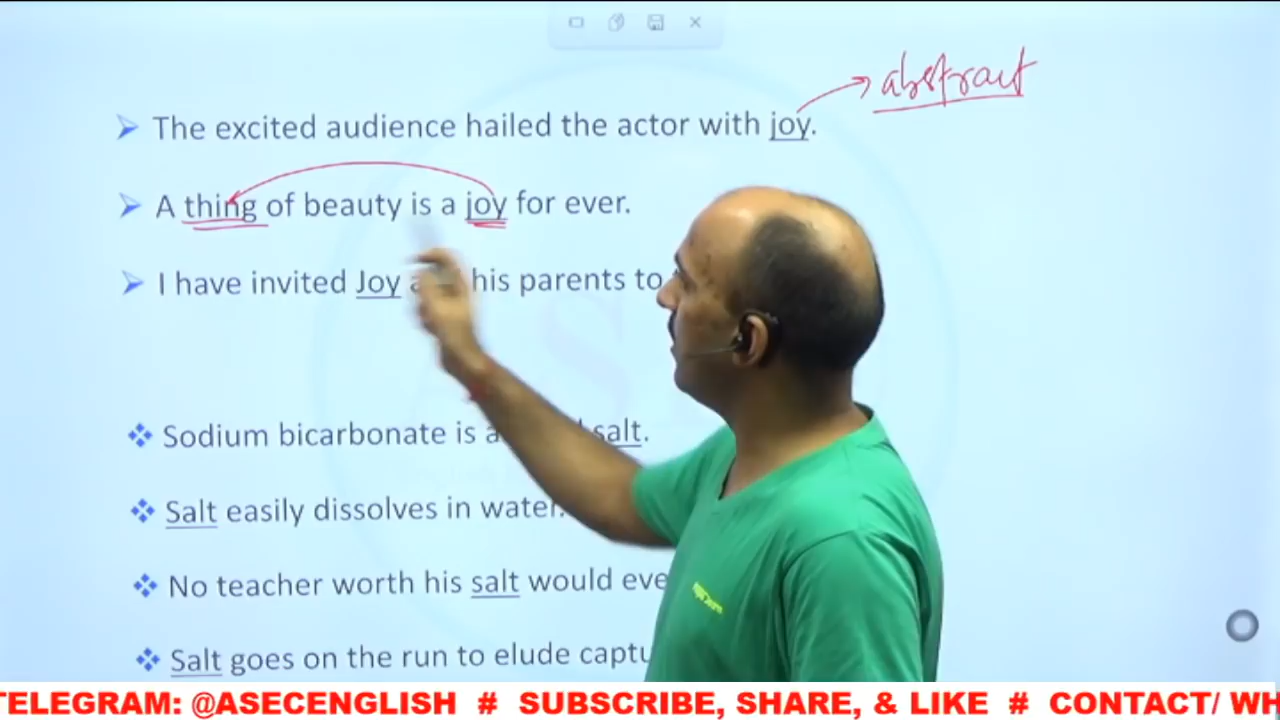 abstract
The excited audience hailed the actor with joy.
A thing of beauty is a joy for ever.
I have invited Joy his parents to
Sodium bicarbonate is salt.
Salt easily dissolves in water.
No teacher worth his salt would eve
Salt goes on the run to elude captu
TELEGRAM: @ASECENGLISH # SUBSCRIBE, SHARE, & LIKE # CONTACT/ WH